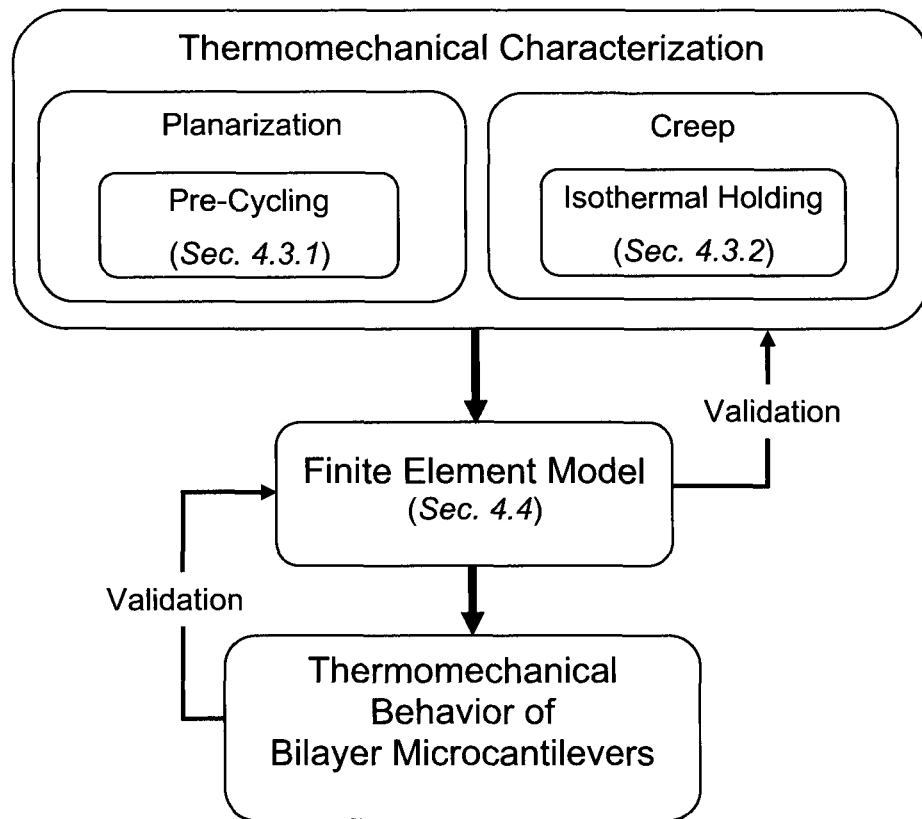 Thermomechanical Characterization
Planarization
Pre-Cycling
(Sec. 4.3.1)
Creep
Isothermal Holding
(Sec. 4.3.2)
Validation
Finite Element Model
(Sec. 4.4)
Validation
Thermomechanical
Behavior of
Bilayer Microcantilevers